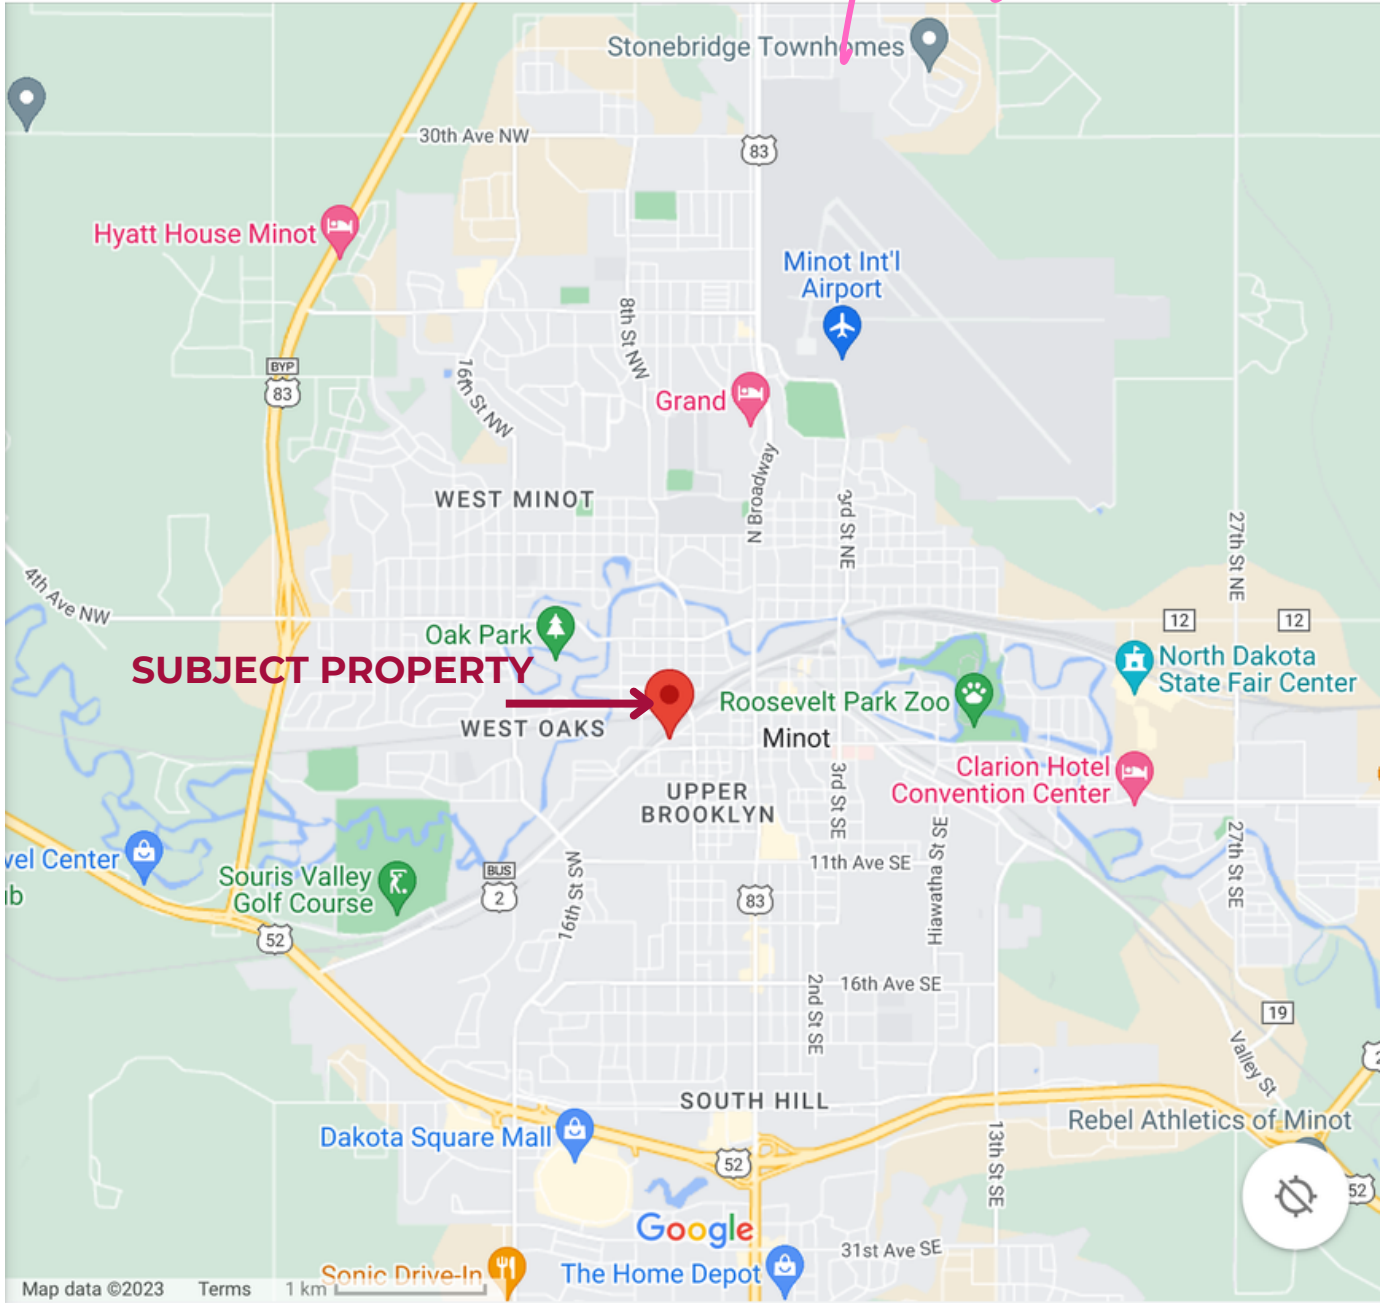 Stonebridge Townhomes
30th Ave NW
83
Hyatt House Minot
Minot Int'l
Airport
8th St NW
BYP
83
16th St NW
Grand
N Broadway
WEST MINOT
3rd St NE
27th St NE
4th Ave NW
12
12
Oak Park
North Dakota
State Fair Center
SUBJECT PROPERTY
Roosevelt Park Zoo
WEST OAKS
Minot
Clarion Hotel
Convention Center
UPPER
BROOKLYN
3rd St SE
vel Center
ub
11th Ave SE
Hiawatha St SE
27th St SE
Souris Valley
Golf Course
BUS
2
16th St SW
83
52
2nd St SE
16th Ave SE
19
Valley St
2
SOUTH HILL
Rebel Athletics of Minot
Dakota Square Mall
13th St SE
52
52
Google
31st Ave SE
Sonic Drive-In
The Home Depot
Map data ©2023 Terms 1 km